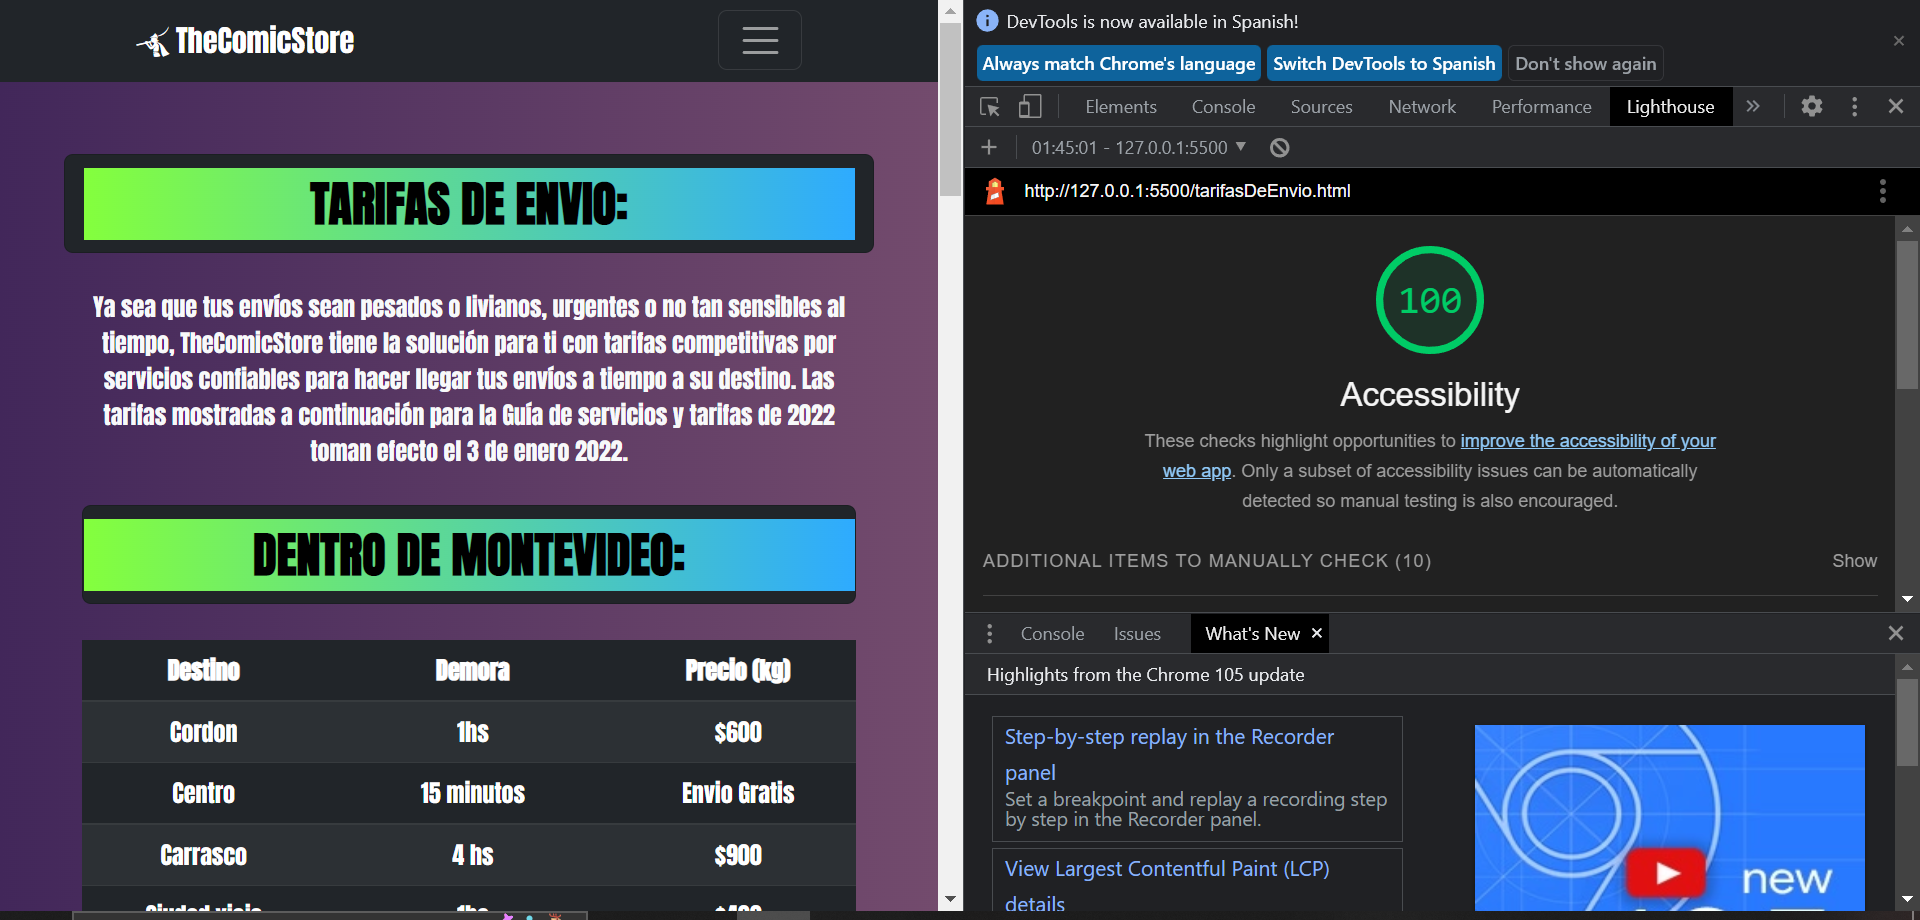 TheComicStore
TARIFAS DE ENVIO:
Ya sea que tus envíos sean pesados o livianos, urgentes o no tan sensibles al
tiempo, TheComicStore tiene la solución para ti con tarifas competitivas por
servicios confiables para hacer llegar tus envíos a tiempo a su destino. Las
tarifas mostradas a continuación para la Guía de servicios y tarifas de 2022
toman efecto el 3 de enero 2022.
DENTRO DE MONTEVIDEO:
Destino Demora Precio (kg)
Cordon 1hs $600
Centro 15 minutos Envio Gratis
Carrasco 4 hs $900
Ciudad vieja 1hs
DevTools is now available in Spanish!
Always match Chrome's language Switch DevTools to Spanish Don't show again
Elements Console Sources Network Performance Lighthouse
01:45:01 - 127.0.0.1:5500
http://127.0.0.1:5500/tarifasDeEnvio.html
100
Accessibility
These checks highlight opportunities to improve the accessibility of your
web app. Only a subset of accessibility issues can be automatically
detected so manual testing is also encouraged.
ADDITIONAL ITEMS TO MANUALLY CHECK (10) Show
Console Issues What's New
Highlights from the Chrome 105 update
Step-by-step replay in the Recorder
panel
Set a breakpoint and replay a recording step
by step in the Recorder panel.
View Largest Contentful Paint (LCP)
details
new